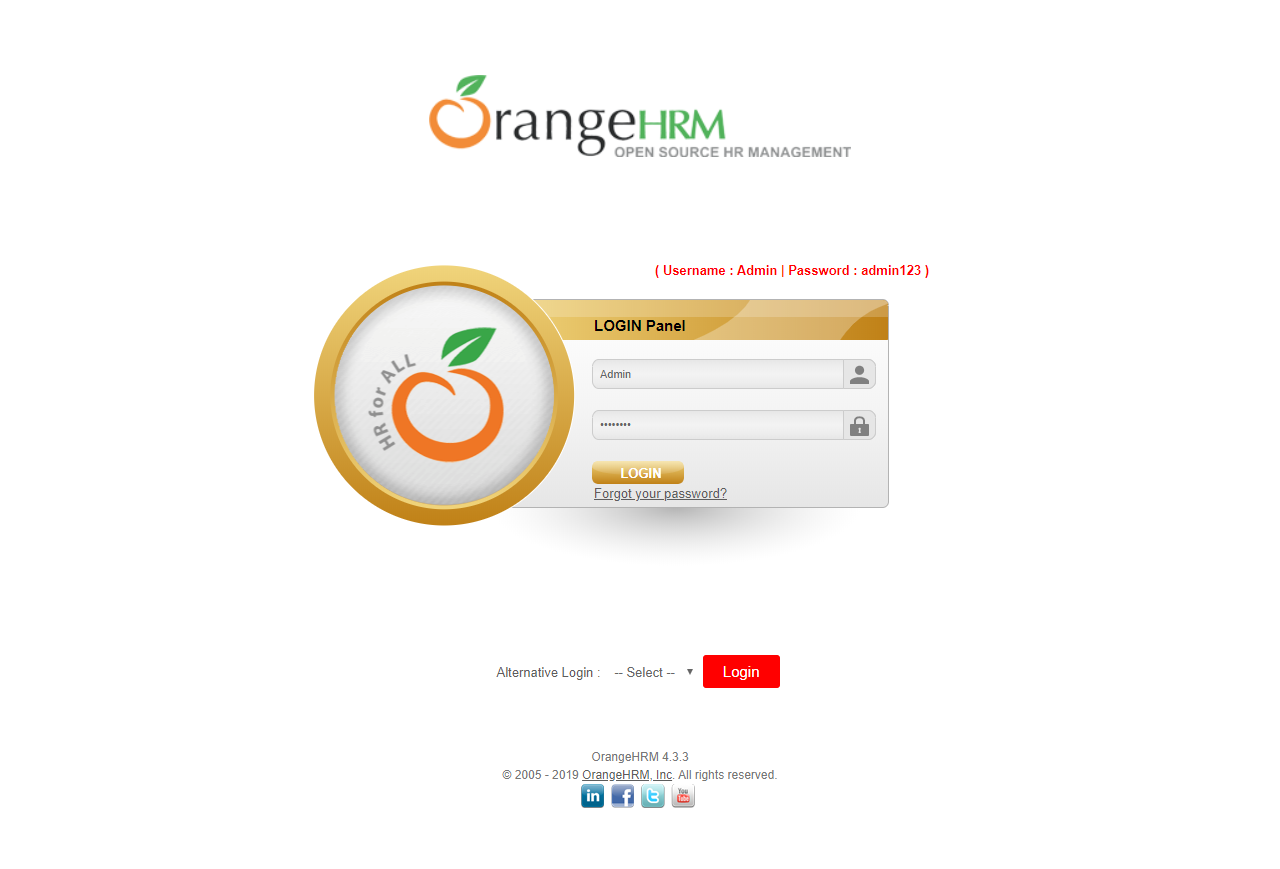 OrangeHRM
OPEN SOURCE HR MANAGEMENT
( Username : Admin | Password : admin123 )
HR for ALL
LOGIN Panel
Admin
••••••••
LOGIN
Forgot your password?
Alternative Login : -- Select -- Login
OrangeHRM 4.3.3
© 2005 - 2019 OrangeHRM, Inc. All rights reserved.
in f t You Tube